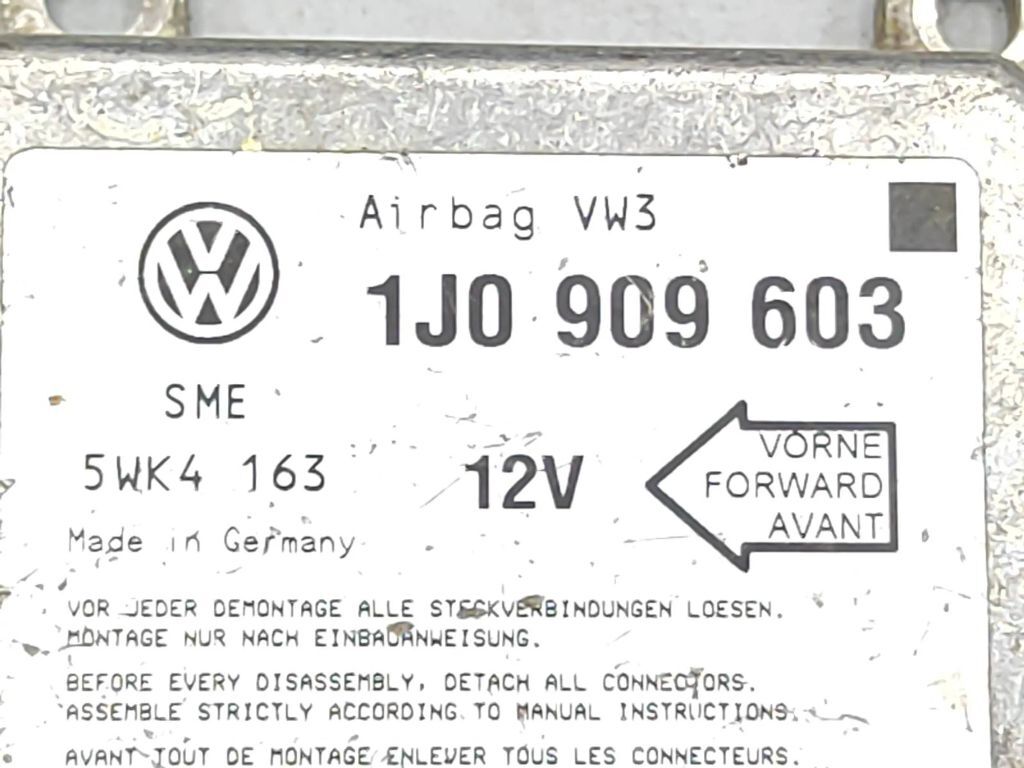 Airbag VW3
1J0 909 603
SME
5WK4 163
12V
VORNE
FORWARD
AVANT
Made in Germany
VOR JEDER DEMONTAGE ALLE STECKVERBINDUNGEN LOESEN.
MONTAGE NUR NACH EINBAUANWEISUNG.
BEFORE EVERY DISASSEMBLY, DETACH ALL CONNECTORS.
ASSEMBLE STRICTLY ACCORDING TO MANUAL INSTRUCTIONS.
AVANT TOUT DE MONTAGE ENLEVER TOUS LES CONNECTEURS.